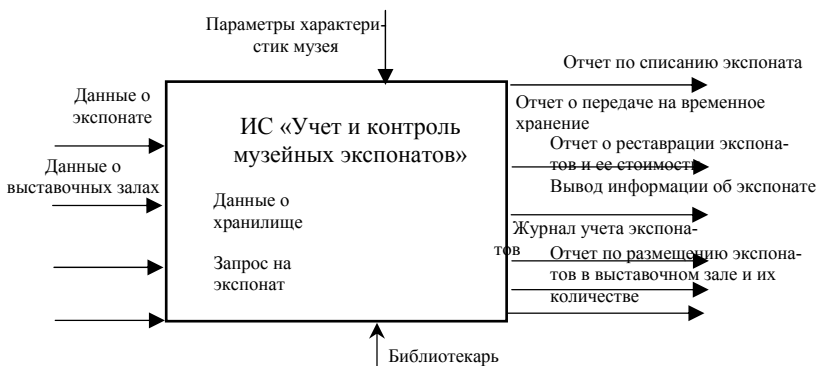 Параметры характери-
стик музея
Отчет по списанию экспоната
Данные о
экспонате
Отчет о передаче на временное
хранение
ИС «Учет и контроль
музейных экспонатов»
Отчет о реставрации экспона-
тов и ее стоимость
Данные о
выставочных залах
Вывод информации об экспонате
Данные о
хранилище
Журнал учета экспона-
тов
Отчет по размещению экспона-
тов в выставочном зале и их
количестве
Запрос на
экспонат
Библиотекарь